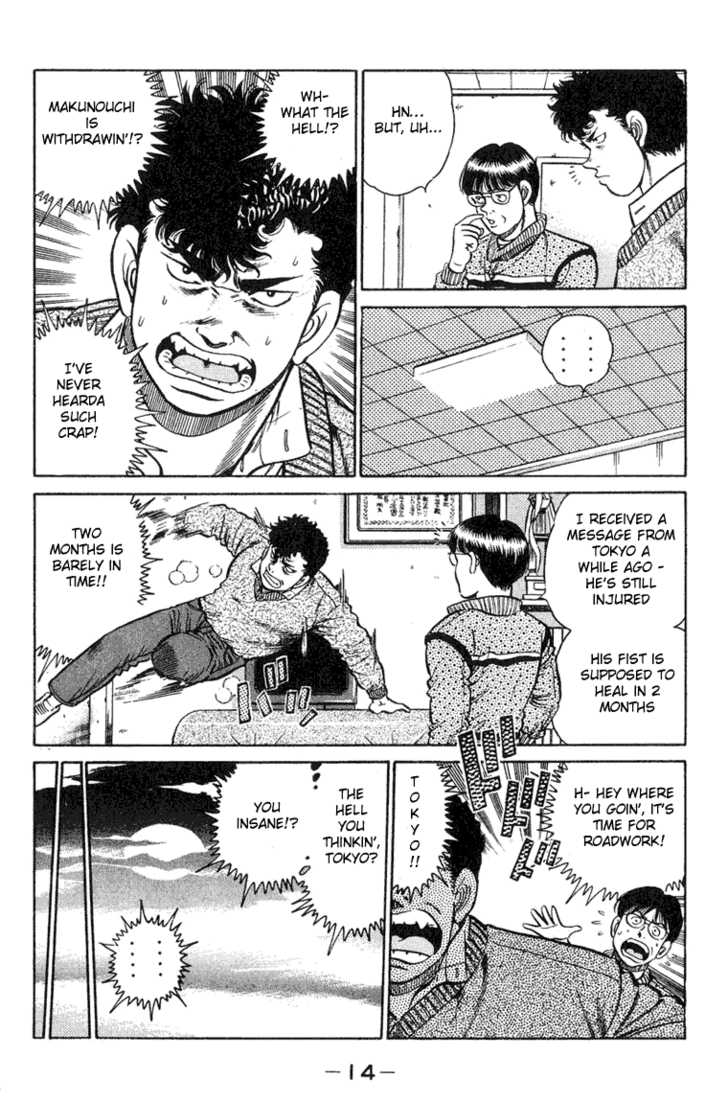 HN...
BUT, UH...
......
WH-
WHAT THE
HELL!?
MAKUNOUCHI
IS
WITHDRAWIN'!?
I'VE
NEVER
HEARDA
SUCH
CRAP!
I RECEIVED A
MESSAGE FROM
TOKYO A
WHILE AGO -
HE'S STILL
INJURED
HIS FIST IS
SUPPOSED TO
HEAL IN 2
MONTHS
TWO
MONTHS IS
BARELY IN
TIME!!
H- HEY WHERE
YOU GOIN', IT'S
TIME FOR
ROADWORK!
TOKYO!!
THE
HELL
YOU
THINKIN',
TOKYO?
YOU
INSANE!?
......
-14-